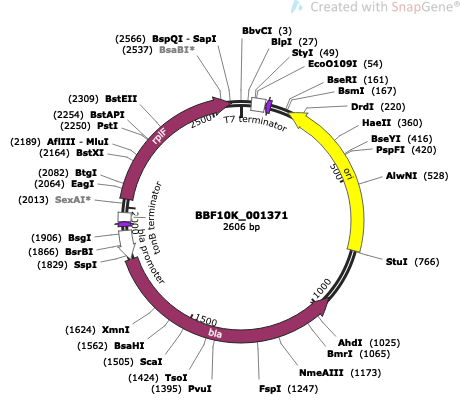 Created with SnapGene®
(2566) BspQI - SapI
(2537) BsaBI*
BbvCI (3)
BlpI (27)
StyI (49)
EcoO109I (54)
BseRI (161)
BsmI (167)
DrdI (220)
HaeII (360)
BseYI (416)
PspFI (420)
AlwNI (528)
StuI (766)
AhdI (1025)
BmrI (1065)
NmeAIII (1173)
FspI (1247)
(1395) PvuI
(1424) TsoI
(1505) ScaI
(1562) BsaHI
(1624) XmnI
(1829) SspI
(1866) BsrBI
(1906) BsgI
(2013) SexAI*
(2064) EagI
(2082) BtgI
(2164) BstXI
(2189) AflIII - MluI
(2250) PstI
(2254) BstAPI
(2309) BstEII
T7 terminator
ori
bla
bla promoter
tonB terminator
rplF
500
1000
1500
2000
2500
BBF10K_001371
2606 bp